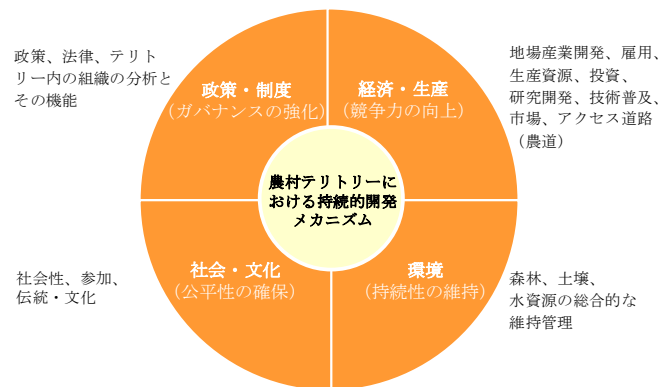 政策、法律、テリト
リー内の組織の分析と
その機能
政策・制度
（ガバナンスの強化）
経済・生産
（競争力の向上）
地場産業開発、雇用、
生産資源、投資、
研究開発、技術普及、
市場、アクセス道路
（農道）
農村テリトリーに
おける持続的開発
メカニズム
社会性、参加、
伝統・文化
社会・文化
（公平性の確保）
環境
（持続性の維持）
森林、土壌、
水資源の総合的な
維持管理